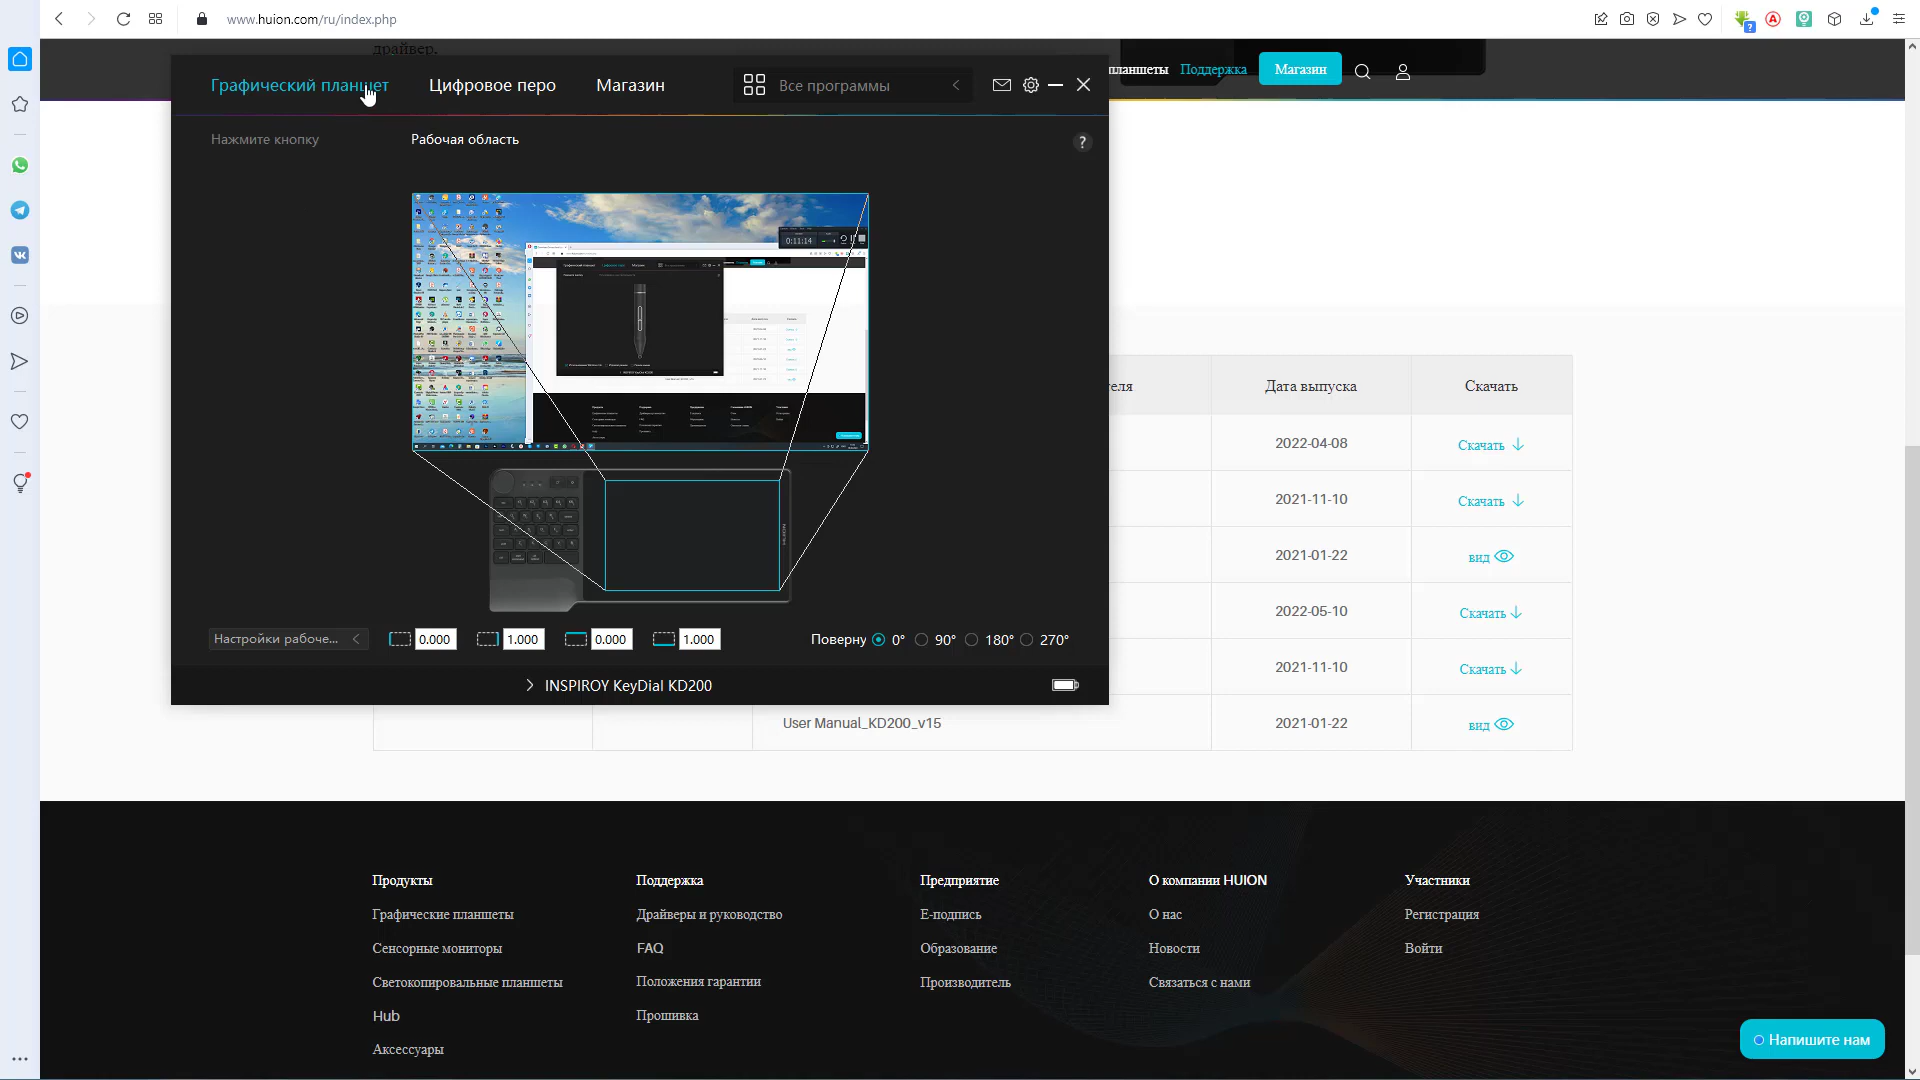 www.huion.com/ru/index.php
драйвер.
Графический планшет
Цифровое перо
Магазин
Все программы
планшеты
Поддержка
Магазин
Нажмите кнопку
Рабочая область
?
0:11:14
Дата выпуска
Скачать
2022-04-08
Скачать
2021-11-10
Скачать
2021-01-22
вид
2022-05-10
Скачать
2021-11-10
Скачать
User Manual_KD200_v15
2021-01-22
вид
Настройки рабоче...
0.000
1.000
0.000
1.000
Поверну
0°
90°
180°
270°
INSPIROY KeyDial KD200
Продукты
Графические планшеты
Сенсорные мониторы
Светокопировальные планшеты
Hub
Аксессуары
Поддержка
Драйверы и руководство
FAQ
Положения гарантии
Прошивка
Предприятие
Е-подпись
Образование
Производитель
О компании HUION
О нас
Новости
Связаться с нами
Участники
Регистрация
Войти
Напишите нам